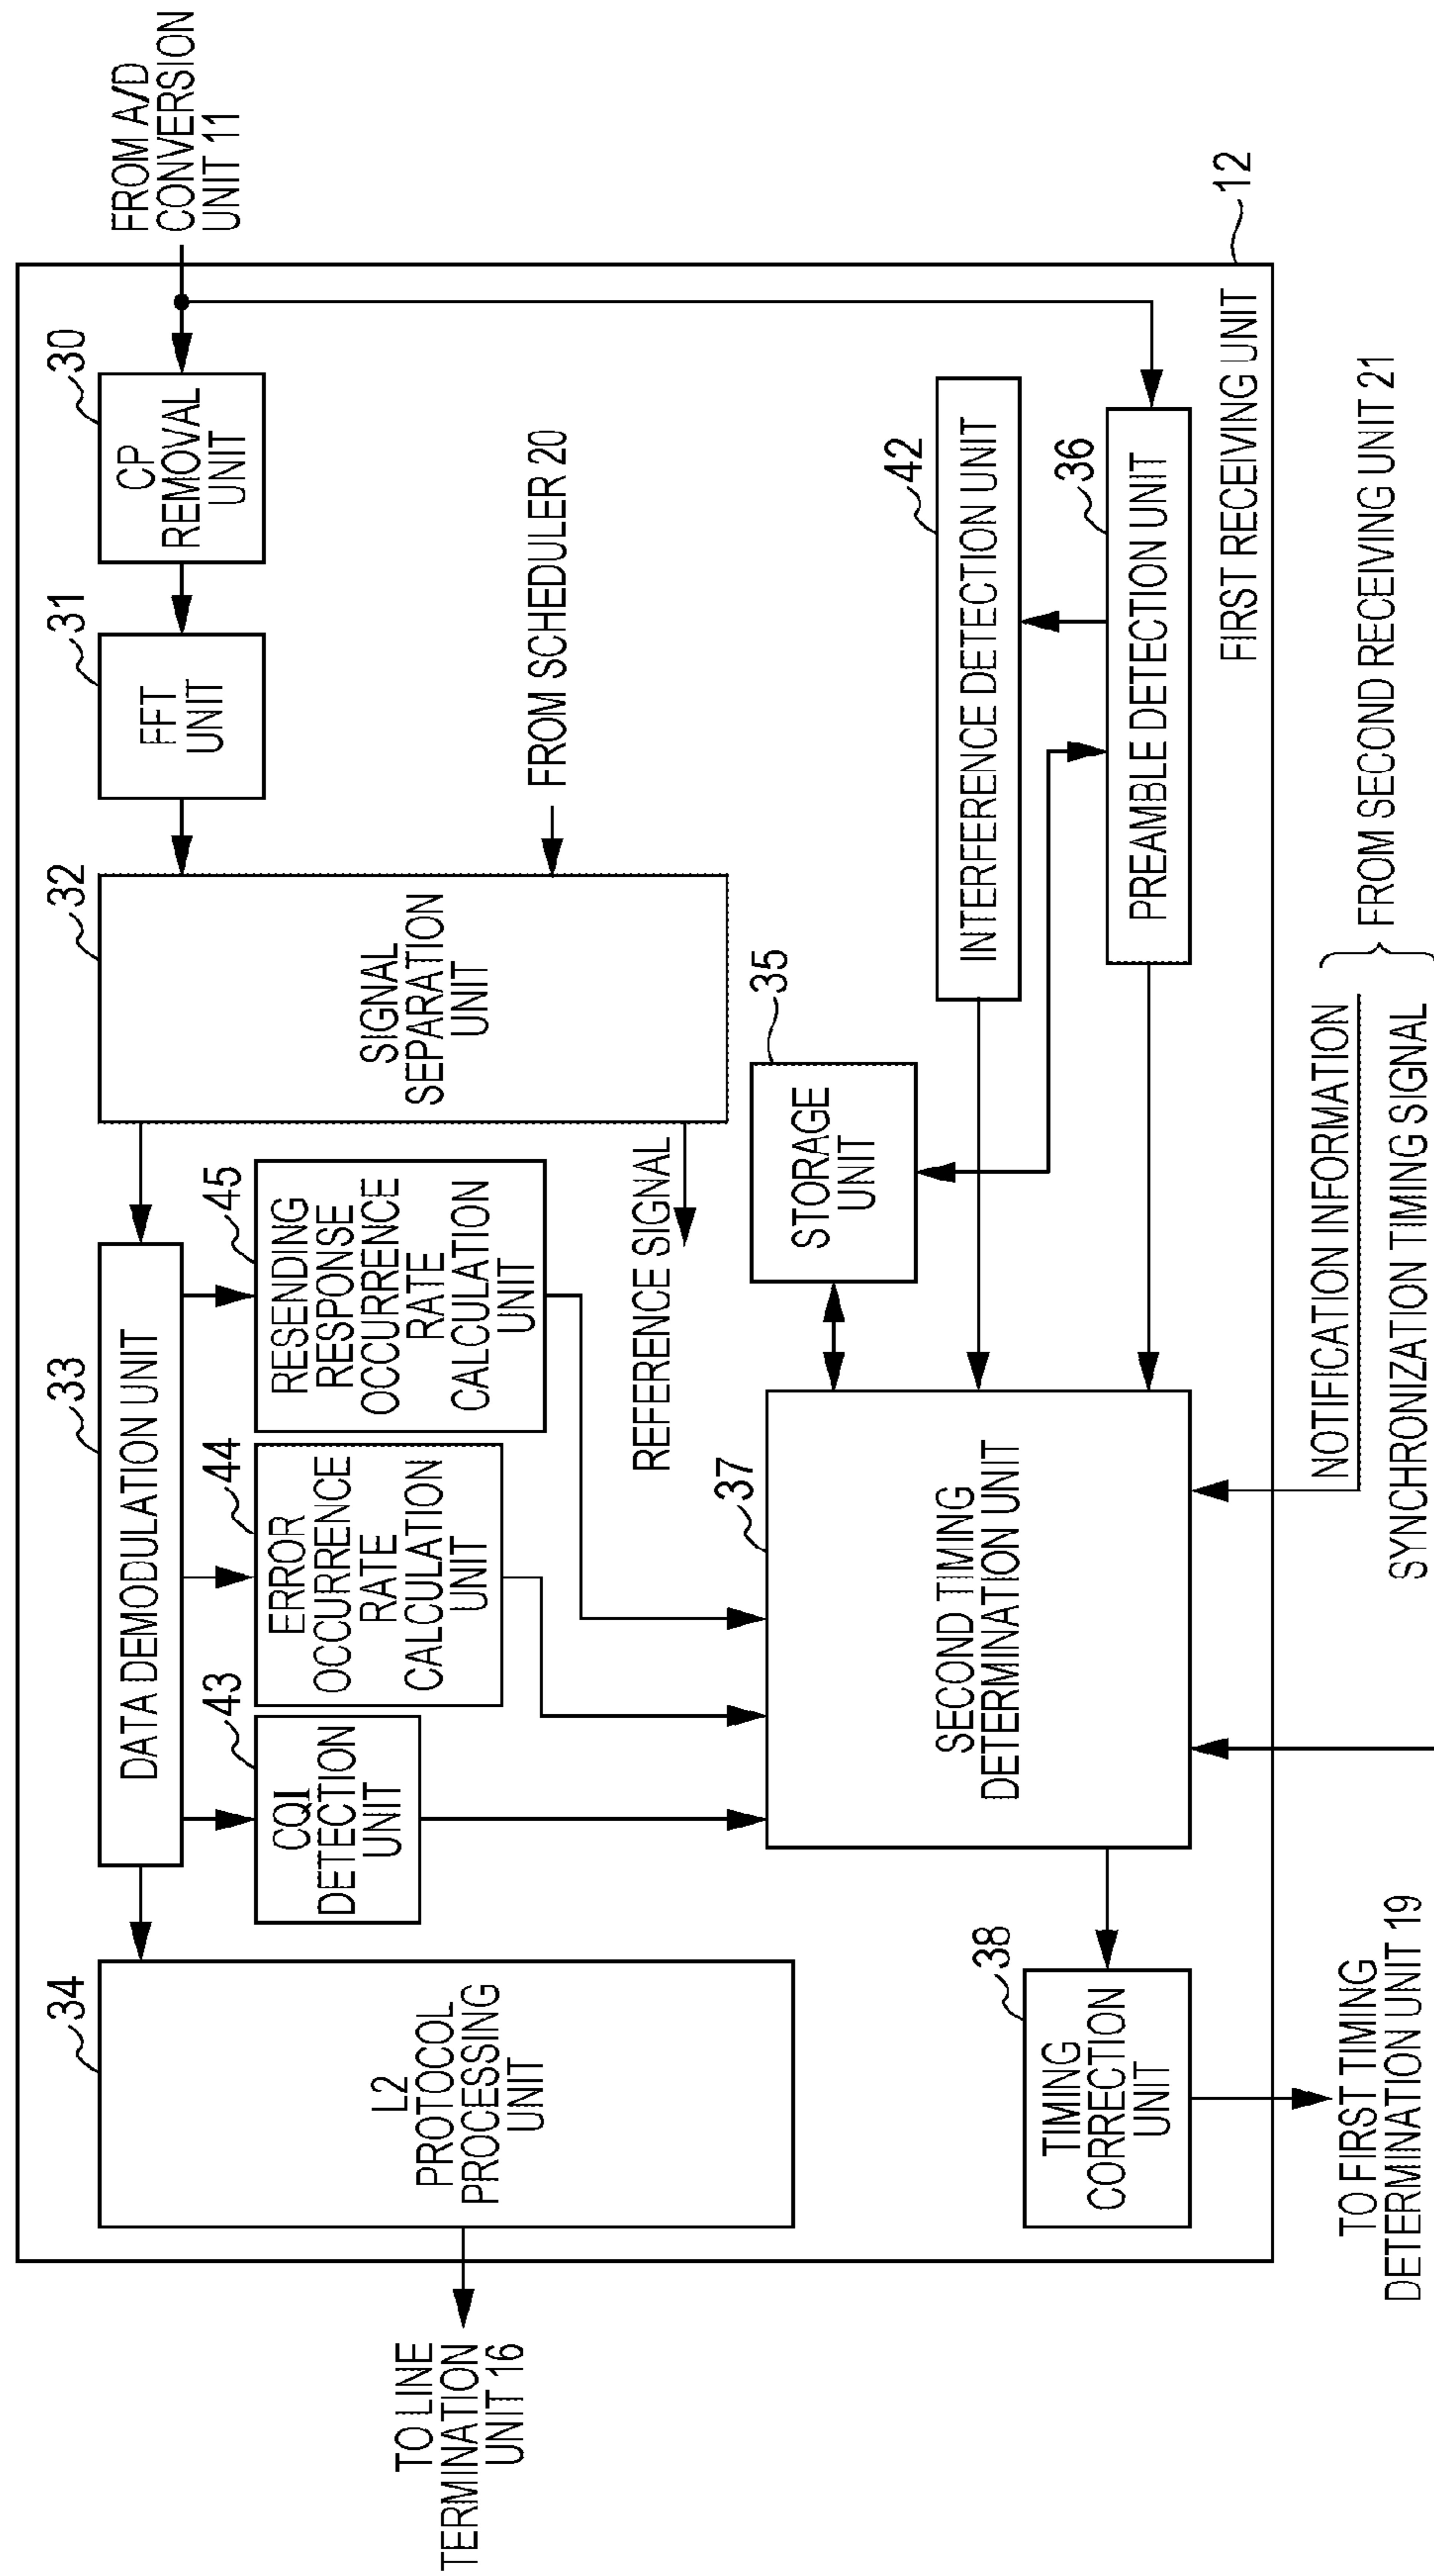 FROM A/D
CONVERSION
UNIT 11
30
CP
REMOVAL
UNIT
31
FFT
UNIT
32
SIGNAL
SEPARATION
UNIT
FROM SCHEDULER 20
33
DATA DEMODULATION UNIT
34
L2
PROTOCOL
PROCESSING
UNIT
TO LINE
TERMINATION
UNIT 16
43
CQI
DETECTION
UNIT
44
ERROR
OCCURRENCE
RATE
CALCULATION
UNIT
45
RESENDING
RESPONSE
OCCURRENCE
RATE
CALCULATION
UNIT
REFERENCE SIGNAL
35
STORAGE
UNIT
42
INTERFERENCE DETECTION UNIT
36
PREAMBLE DETECTION UNIT
37
SECOND TIMING
DETERMINATION UNIT
38
TIMING
CORRECTION
UNIT
FIRST RECEIVING UNIT
12
TO FIRST TIMING
DETERMINATION UNIT 19
NOTIFICATION INFORMATION
SYNCHRONIZATION TIMING SIGNAL
FROM SECOND RECEIVING UNIT 21